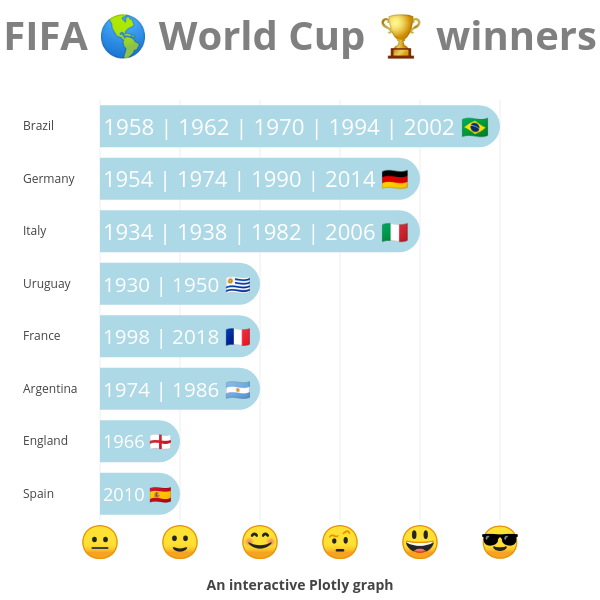 FIFA 🌎 World Cup 🏆 winners
Brazil 1958 | 1962 | 1970 | 1994 | 2002 🇧🇷
Germany 1954 | 1974 | 1990 | 2014 🇩🇪
Italy 1934 | 1938 | 1982 | 2006 🇮🇹
Uruguay 1930 | 1950 🇺🇾
France 1998 | 2018 🇫🇷
Argentina 1974 | 1986 🇦🇷
England 1966 🏴󠁧󠁢󠁥󠁮󠁧󠁿
Spain 2010 🇪🇸
😐 🙂 😊 🤨 😃 😎
An interactive Plotly graph